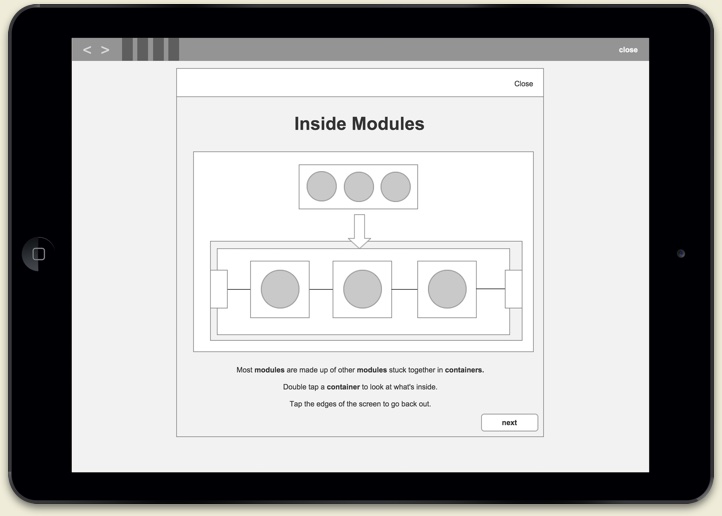 < >
close
Close
Inside Modules
Most modules are made up of other modules stuck together in containers.
Double tap a container to look at what's inside.
Tap the edges of the screen to go back out.
next